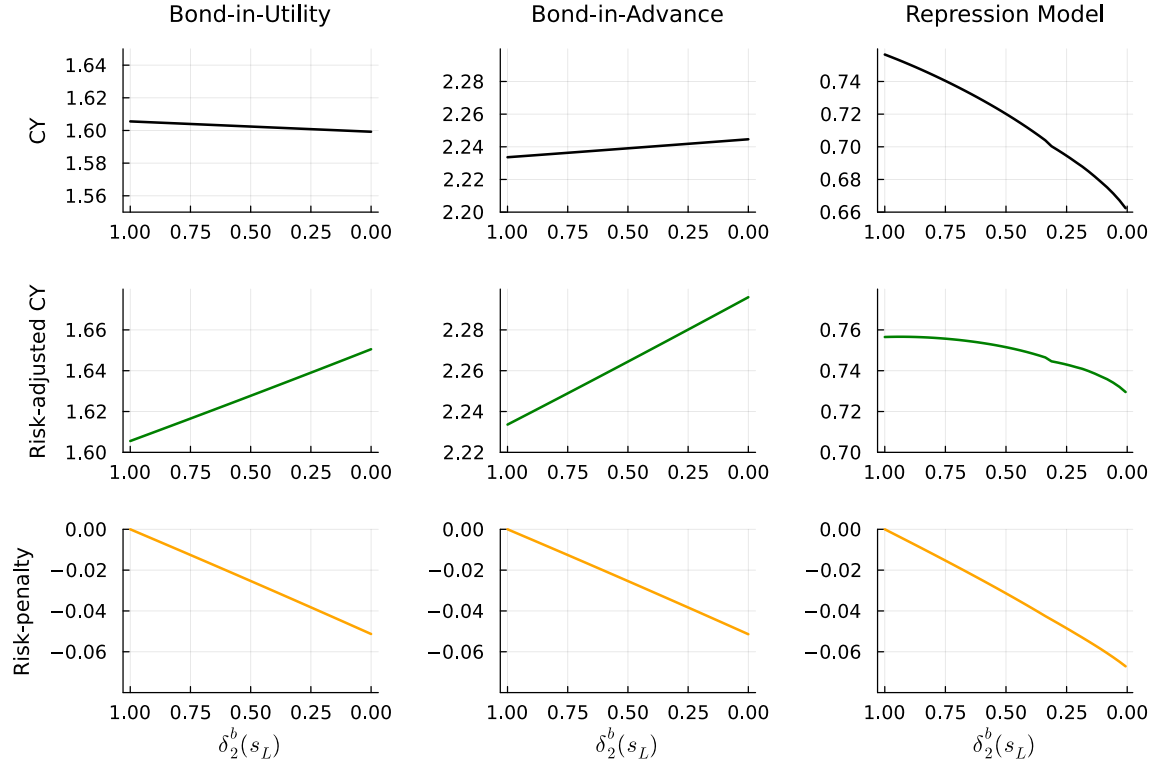 Bond-in-Utility Bond-in-Advance Repression Model
CY
1.64
1.62
1.60
1.58
1.56
1.00 0.75 0.50 0.25 0.00
2.28
2.26
2.24
2.22
2.20
1.00 0.75 0.50 0.25 0.00
0.74
0.72
0.70
0.68
0.66
1.00 0.75 0.50 0.25 0.00
Risk-adjusted CY
1.66
1.64
1.62
1.60
1.00 0.75 0.50 0.25 0.00
2.28
2.26
2.24
2.22
1.00 0.75 0.50 0.25 0.00
0.76
0.74
0.72
0.70
1.00 0.75 0.50 0.25 0.00
Risk-penalty
0.00
−0.02
−0.04
−0.06
1.00 0.75 0.50 0.25 0.00
δ₂ᵇ(s_L)
0.00
−0.02
−0.04
−0.06
1.00 0.75 0.50 0.25 0.00
δ₂ᵇ(s_L)
0.00
−0.02
−0.04
−0.06
1.00 0.75 0.50 0.25 0.00
δ₂ᵇ(s_L)